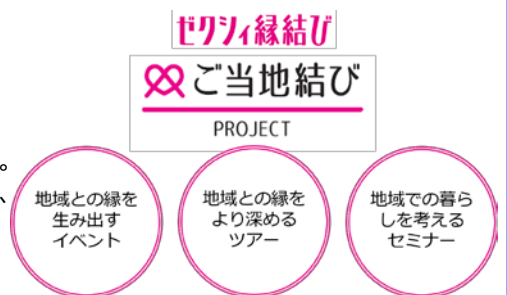 ゼクシィ縁結び
ご当地結び
PROJECT
。
、
地域との縁を
生み出す
イベント
地域との縁を
より深める
ツアー
地域での暮ら
しを考える
セミナー